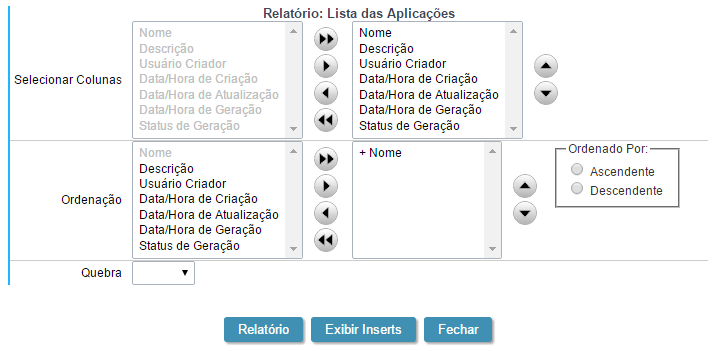 Relatório: Lista das Aplicações
Selecionar Colunas
Nome
Descrição
Usuário Criador
Data/Hora de Criação
Data/Hora de Atualização
Data/Hora de Geração
Status de Geração
Nome
Descrição
Usuário Criador
Data/Hora de Criação
Data/Hora de Atualização
Data/Hora de Geração
Status de Geração
Ordenação
Nome
Descrição
Usuário Criador
Data/Hora de Criação
Data/Hora de Atualização
Data/Hora de Geração
Status de Geração
+ Nome
Ordenado Por:
Ascendente
Descendente
Quebra
Relatório
Exibir Inserts
Fechar